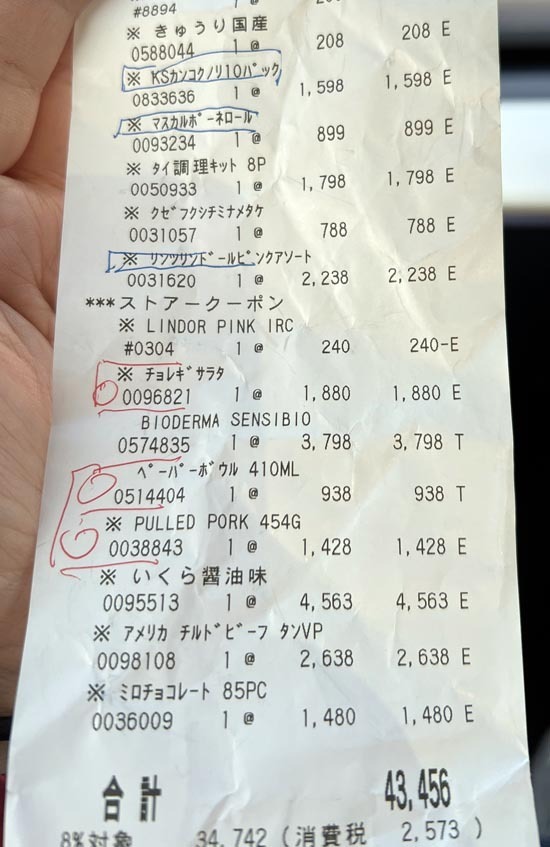 #8894
※ きゅうり国産
0588044 1 @ 208 208 E
※ KSカンコクノリ10パック
0833636 1 @ 1,598 1,598 E
※ マスカルポーネロール
0093234 1 @ 899 899 E
※ タイ調理キット 8P
0050933 1 @ 1,798 1,798 E
※ クゼフクシチミナメタケ
0031057 1 @ 788 788 E
※ リンツリンドールピンクアソート
0031620 1 @ 2,238 2,238 E
***ストアークーポン
※ LINDOR PINK IRC
#0304 1 @ 240 240-E
※ チョレギサラダ
0096821 1 @ 1,880 1,880 E
BIODERMA SENSIBIO
0574835 1 @ 3,798 3,798 T
ペーパーボウル 410ML
0514404 1 @ 938 938 T
※ PULLED PORK 454G
0038843 1 @ 1,428 1,428 E
※ いくら醤油味
0095513 1 @ 4,563 4,563 E
※ アメリカ チルドビーフ タンVP
0098108 1 @ 2,638 2,638 E
※ ミロチョコレート 85PC
0036009 1 @ 1,480 1,480 E
合計 43,456
8%対象 34,742 (消費税 2,573 )